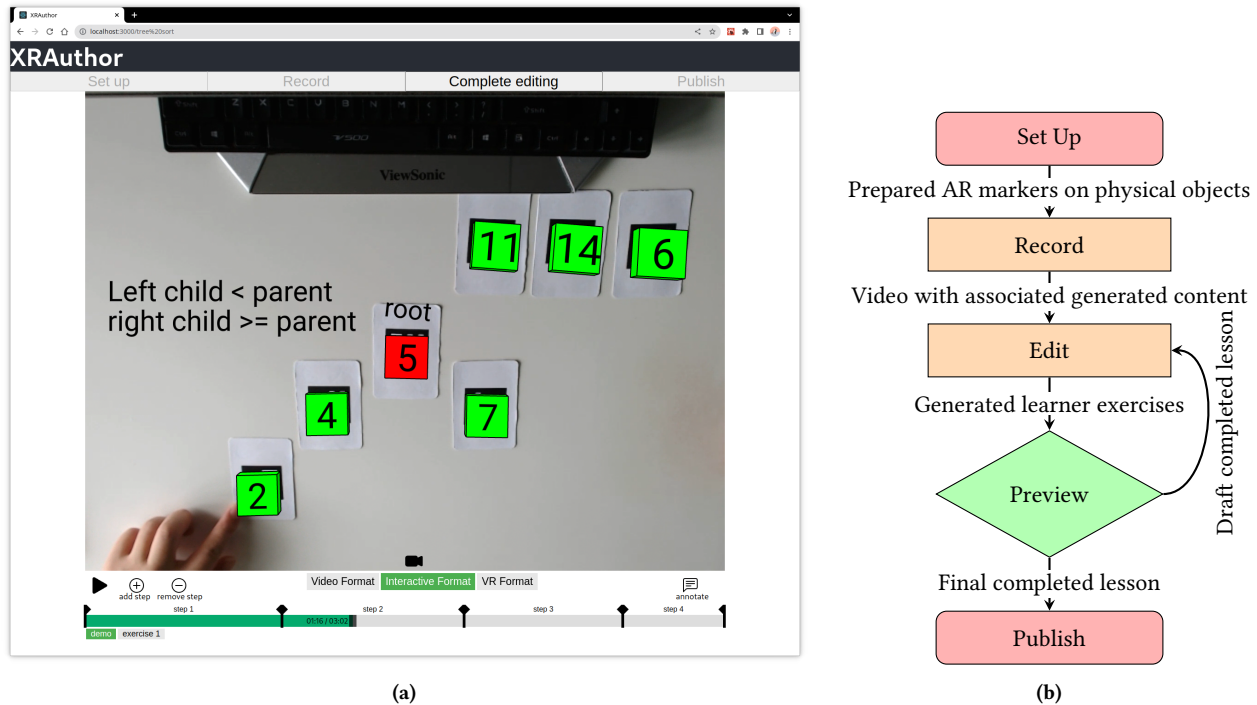 XRAuthor
localhost:3000/tree%20sort
XRAuthor
Set up
Record
Complete editing
Publish
Z X C U B N M
V500
ViewSonic
11
14
6
Left child < parent
right child >= parent
root
5
4
7
2
add step
remove step
Video Format
Interactive Format
VR Format
annotate
step 1
step 2
step 3
step 4
01:16 / 03:02
demo
exercise 1
(a)
Set Up
Prepared AR markers on physical objects
Record
Video with associated generated content
Edit
Generated learner exercises
Draft completed lesson
Preview
Final completed lesson
Publish
(b)